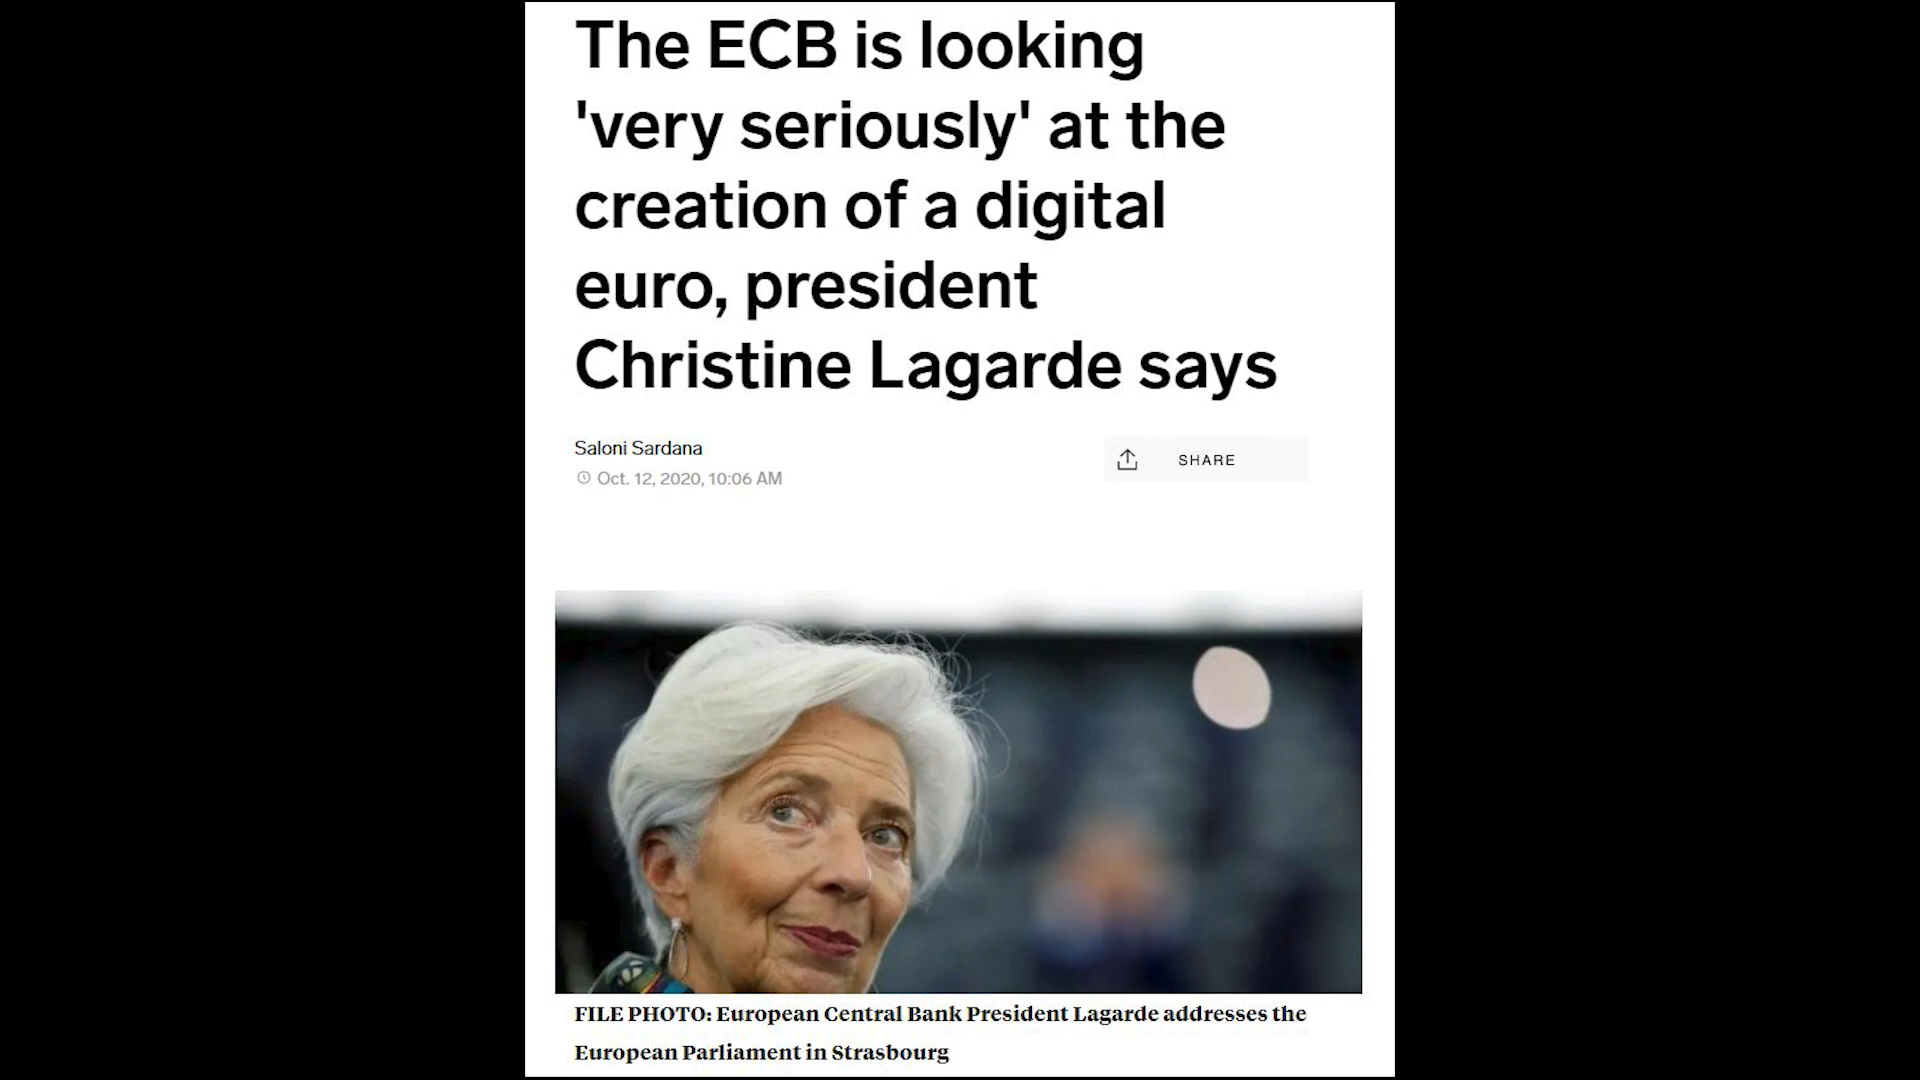 The ECB is looking
'very seriously' at the
creation of a digital
euro, president
Christine Lagarde says
Saloni Sardana
Oct. 12, 2020, 10:06 AM
SHARE
FILE PHOTO: European Central Bank President Lagarde addresses the
European Parliament in Strasbourg